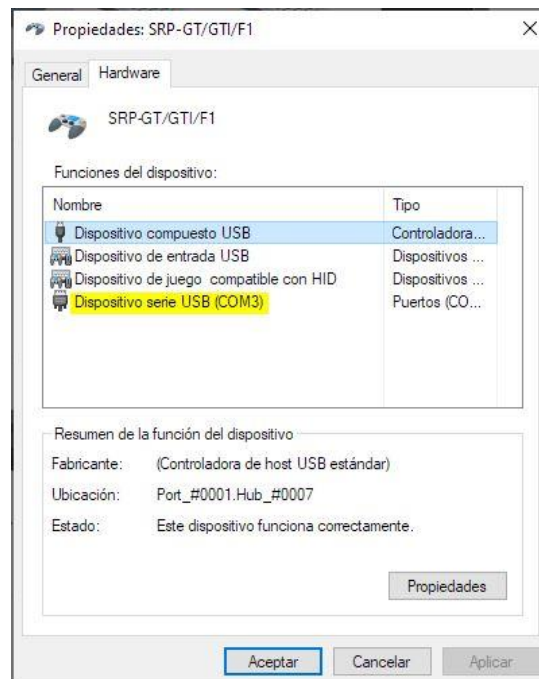 Propiedades: SRP-GT/GTI/F1
General Hardware
SRP-GT/GTI/F1
Funciones del dispositivo:
Nombre Tipo
Dispositivo compuesto USB Controladora...
Dispositivo de entrada USB Dispositivos ...
Dispositivo de juego compatible con HID Dispositivos ...
Dispositivo serie USB (COM3) Puertos (CO...
Resumen de la función del dispositivo
Fabricante: (Controladora de host USB estándar)
Ubicación: Port_#0001.Hub_#0007
Estado: Este dispositivo funciona correctamente.
Propiedades
Aceptar Cancelar Aplicar